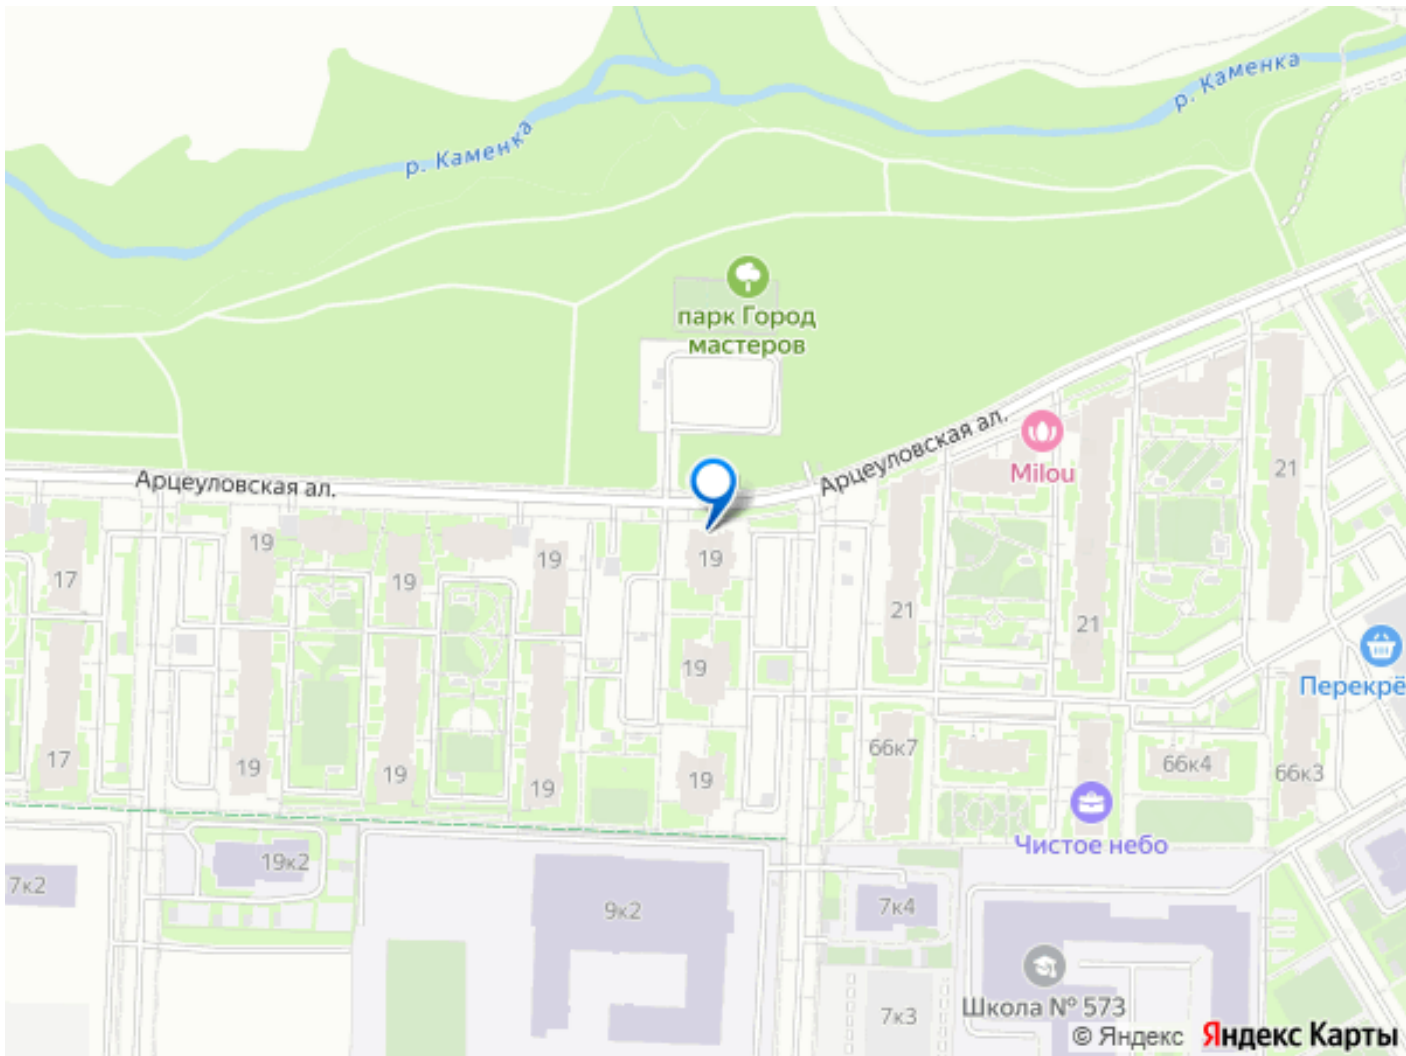 р. Каменка
р. Каменка
парк Город
мастеров
Арцеуловская ал.
Milou
21
Арцеуловская ал.
19
19
19
19
17
19
21
21
19
Перекрё
66к7
66к4
66к3
17
19
19
19
19
Чистое небо
19к2
7к2
9к2
7к4
Школа № 573
7к3
© Яндекс Яндекс Карты